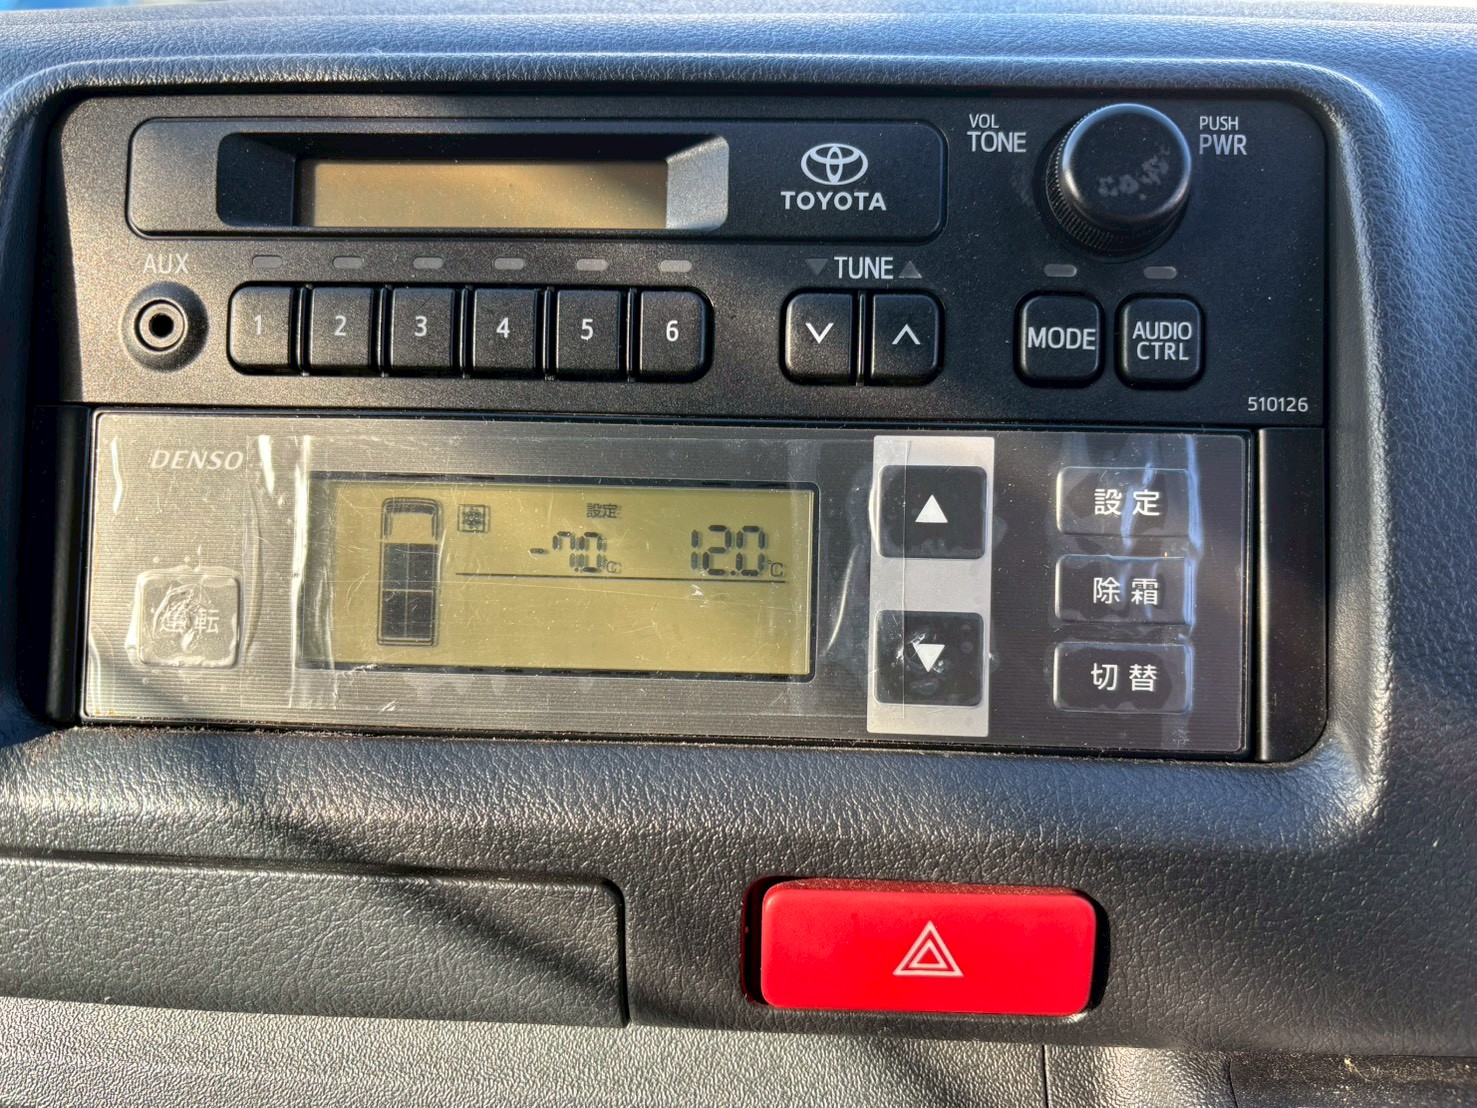 VOL
TONE
PUSH
PWR
TOYOTA
AUX
TUNE
1 2 3 4 5 6
MODE
AUDIO
CTRL
510126
DENSO
設定
-7.0℃ 12.0℃
運転
設定
除霜
切替